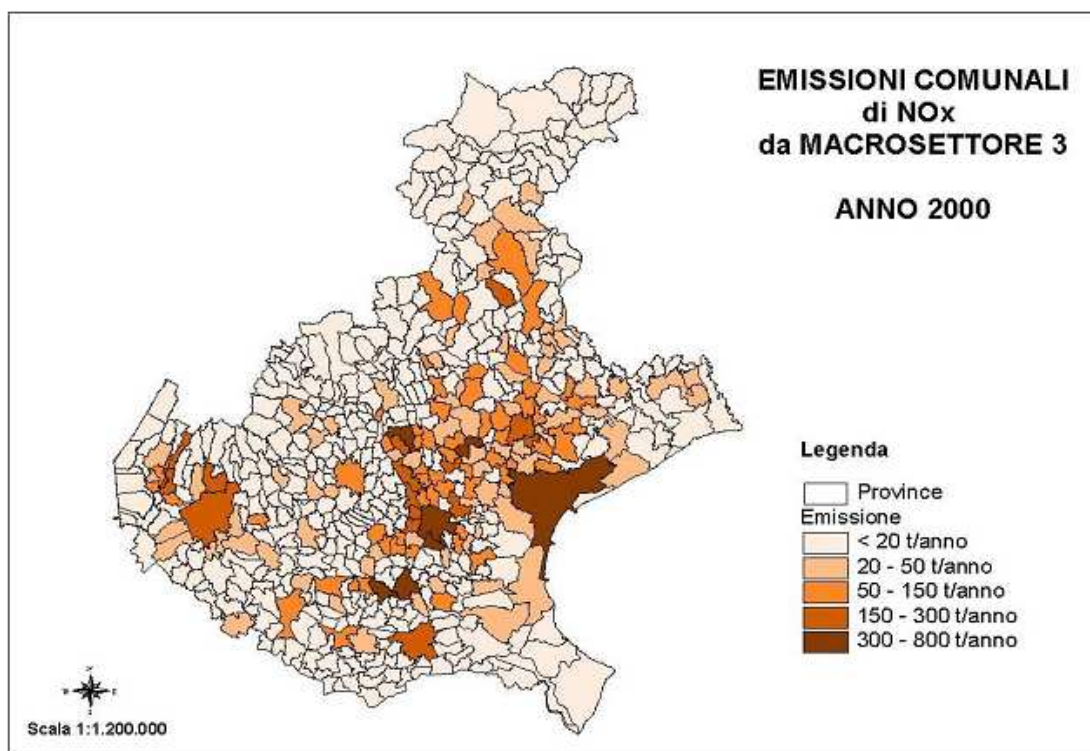 EMISSIONI COMUNALI
di NOx
da MACROSETTORE 3
ANNO 2000
Legenda
Province
Emissione
< 20 t/anno
20 - 50 t/anno
50 - 150 t/anno
150 - 300 t/anno
300 - 800 t/anno
Scala 1:1.200.000